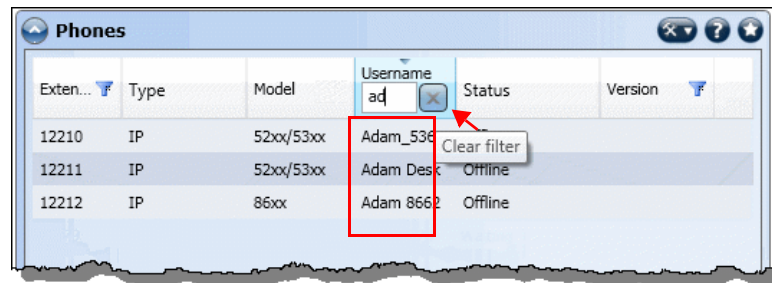 Phones
Exten... Type Model Username Status Version
ad
Clear filter
12210 IP 52xx/53xx Adam_536
12211 IP 52xx/53xx Adam Desk Offline
12212 IP 86xx Adam 8662 Offline